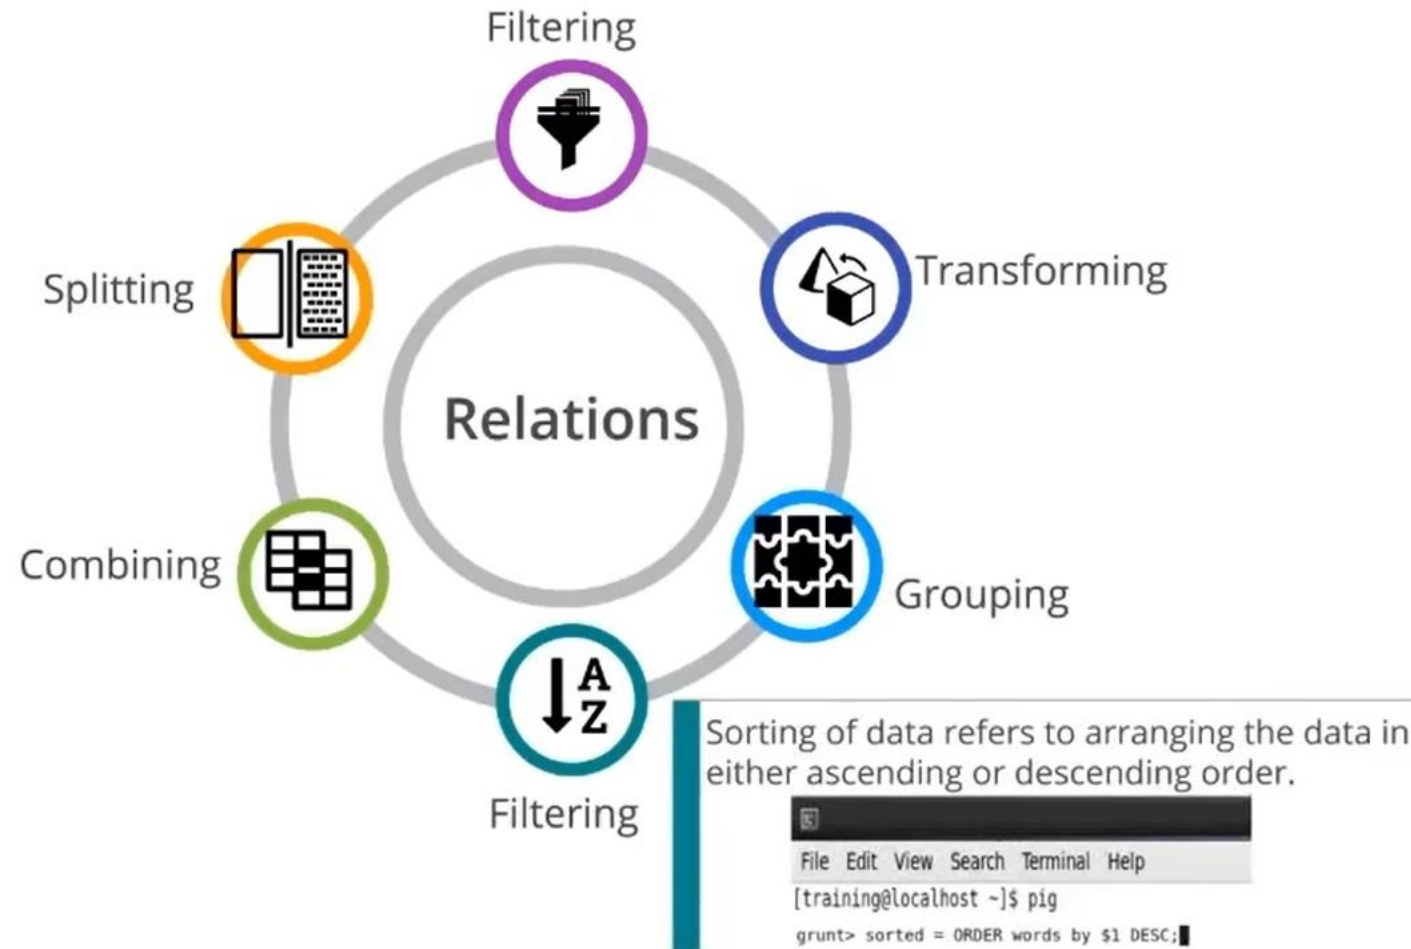 Filtering
Transforming
Splitting
Relations
Combining
Grouping
A
Z
Filtering
Sorting of data refers to arranging the data in
either ascending or descending order.
File Edit View Search Terminal Help
[training@localhost ~]$ pig
grunt> sorted = ORDER words by $1 DESC;